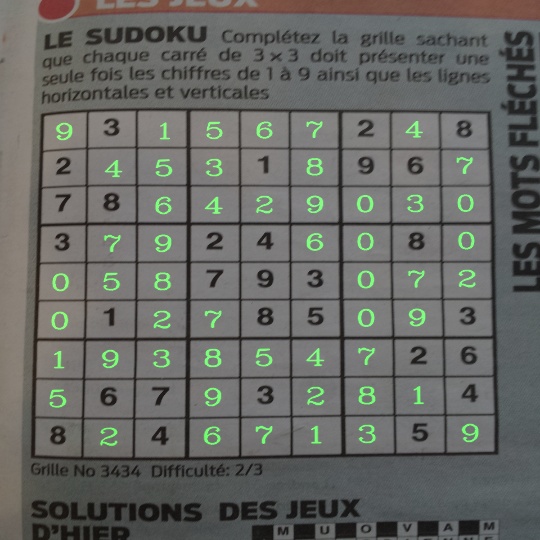 LES JEUX
LE SUDOKU Complétez la grille sachant
que chaque carré de 3 x 3 doit présenter une
seule fois les chiffres de 1 à 9 ainsi que les lignes
horizontales et verticales
LES MOTS FLÉCHÉS
9 3 1 5 6 7 2 4 8
2 4 5 3 1 8 9 6 7
7 8 6 4 2 9 0 3 0
3 7 9 2 4 6 0 8 0
0 5 8 7 9 3 0 7 2
0 1 2 7 8 5 0 9 3
1 9 3 8 5 4 7 2 6
5 6 7 9 3 2 8 1 4
8 2 4 6 7 1 3 5 9
Grille No 3434 Difficulté: 2/3
SOLUTIONS DES JEUX
D'HIER
M U O V A M